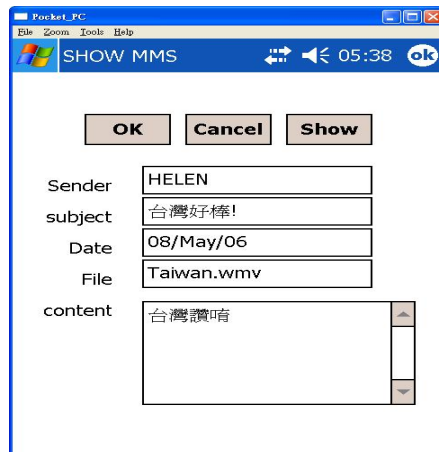 Pocket_PC
File Zoom Tools Help
SHOW MMS 05:38 ok
OK Cancel Show
Sender HELEN
subject 台灣好棒!
Date 08/May/06
File Taiwan.wmv
content 台灣讚唷